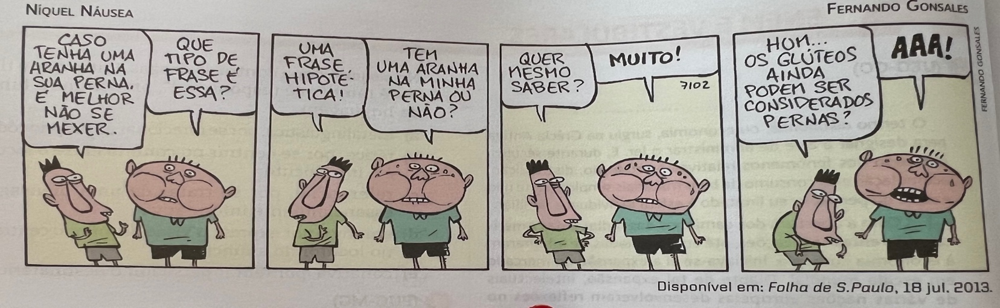 NÍQUEL NÁUSEA
FERNANDO GONSALES
CASO
TENHA UMA
ARANHA NA
SUA PERNA,
É MELHOR
NÃO SE
MEXER.
QUE
TIPO DE
FRASE É
ESSA?
UMA
FRASE
HIPOTÉ-
TICA!
TEM
UMA ARANHA
NA MINHA
PERNA OU
NÃO?
QUER
MESMO
SABER?
MUITO!
7102
HUM...
OS GLÚTEOS
AINDA
PODEM SER
CONSIDERADOS
PERNAS?
AAA!
FERNANDO GONSALES
Disponível em: Folha de S.Paulo, 18 jul. 2013.